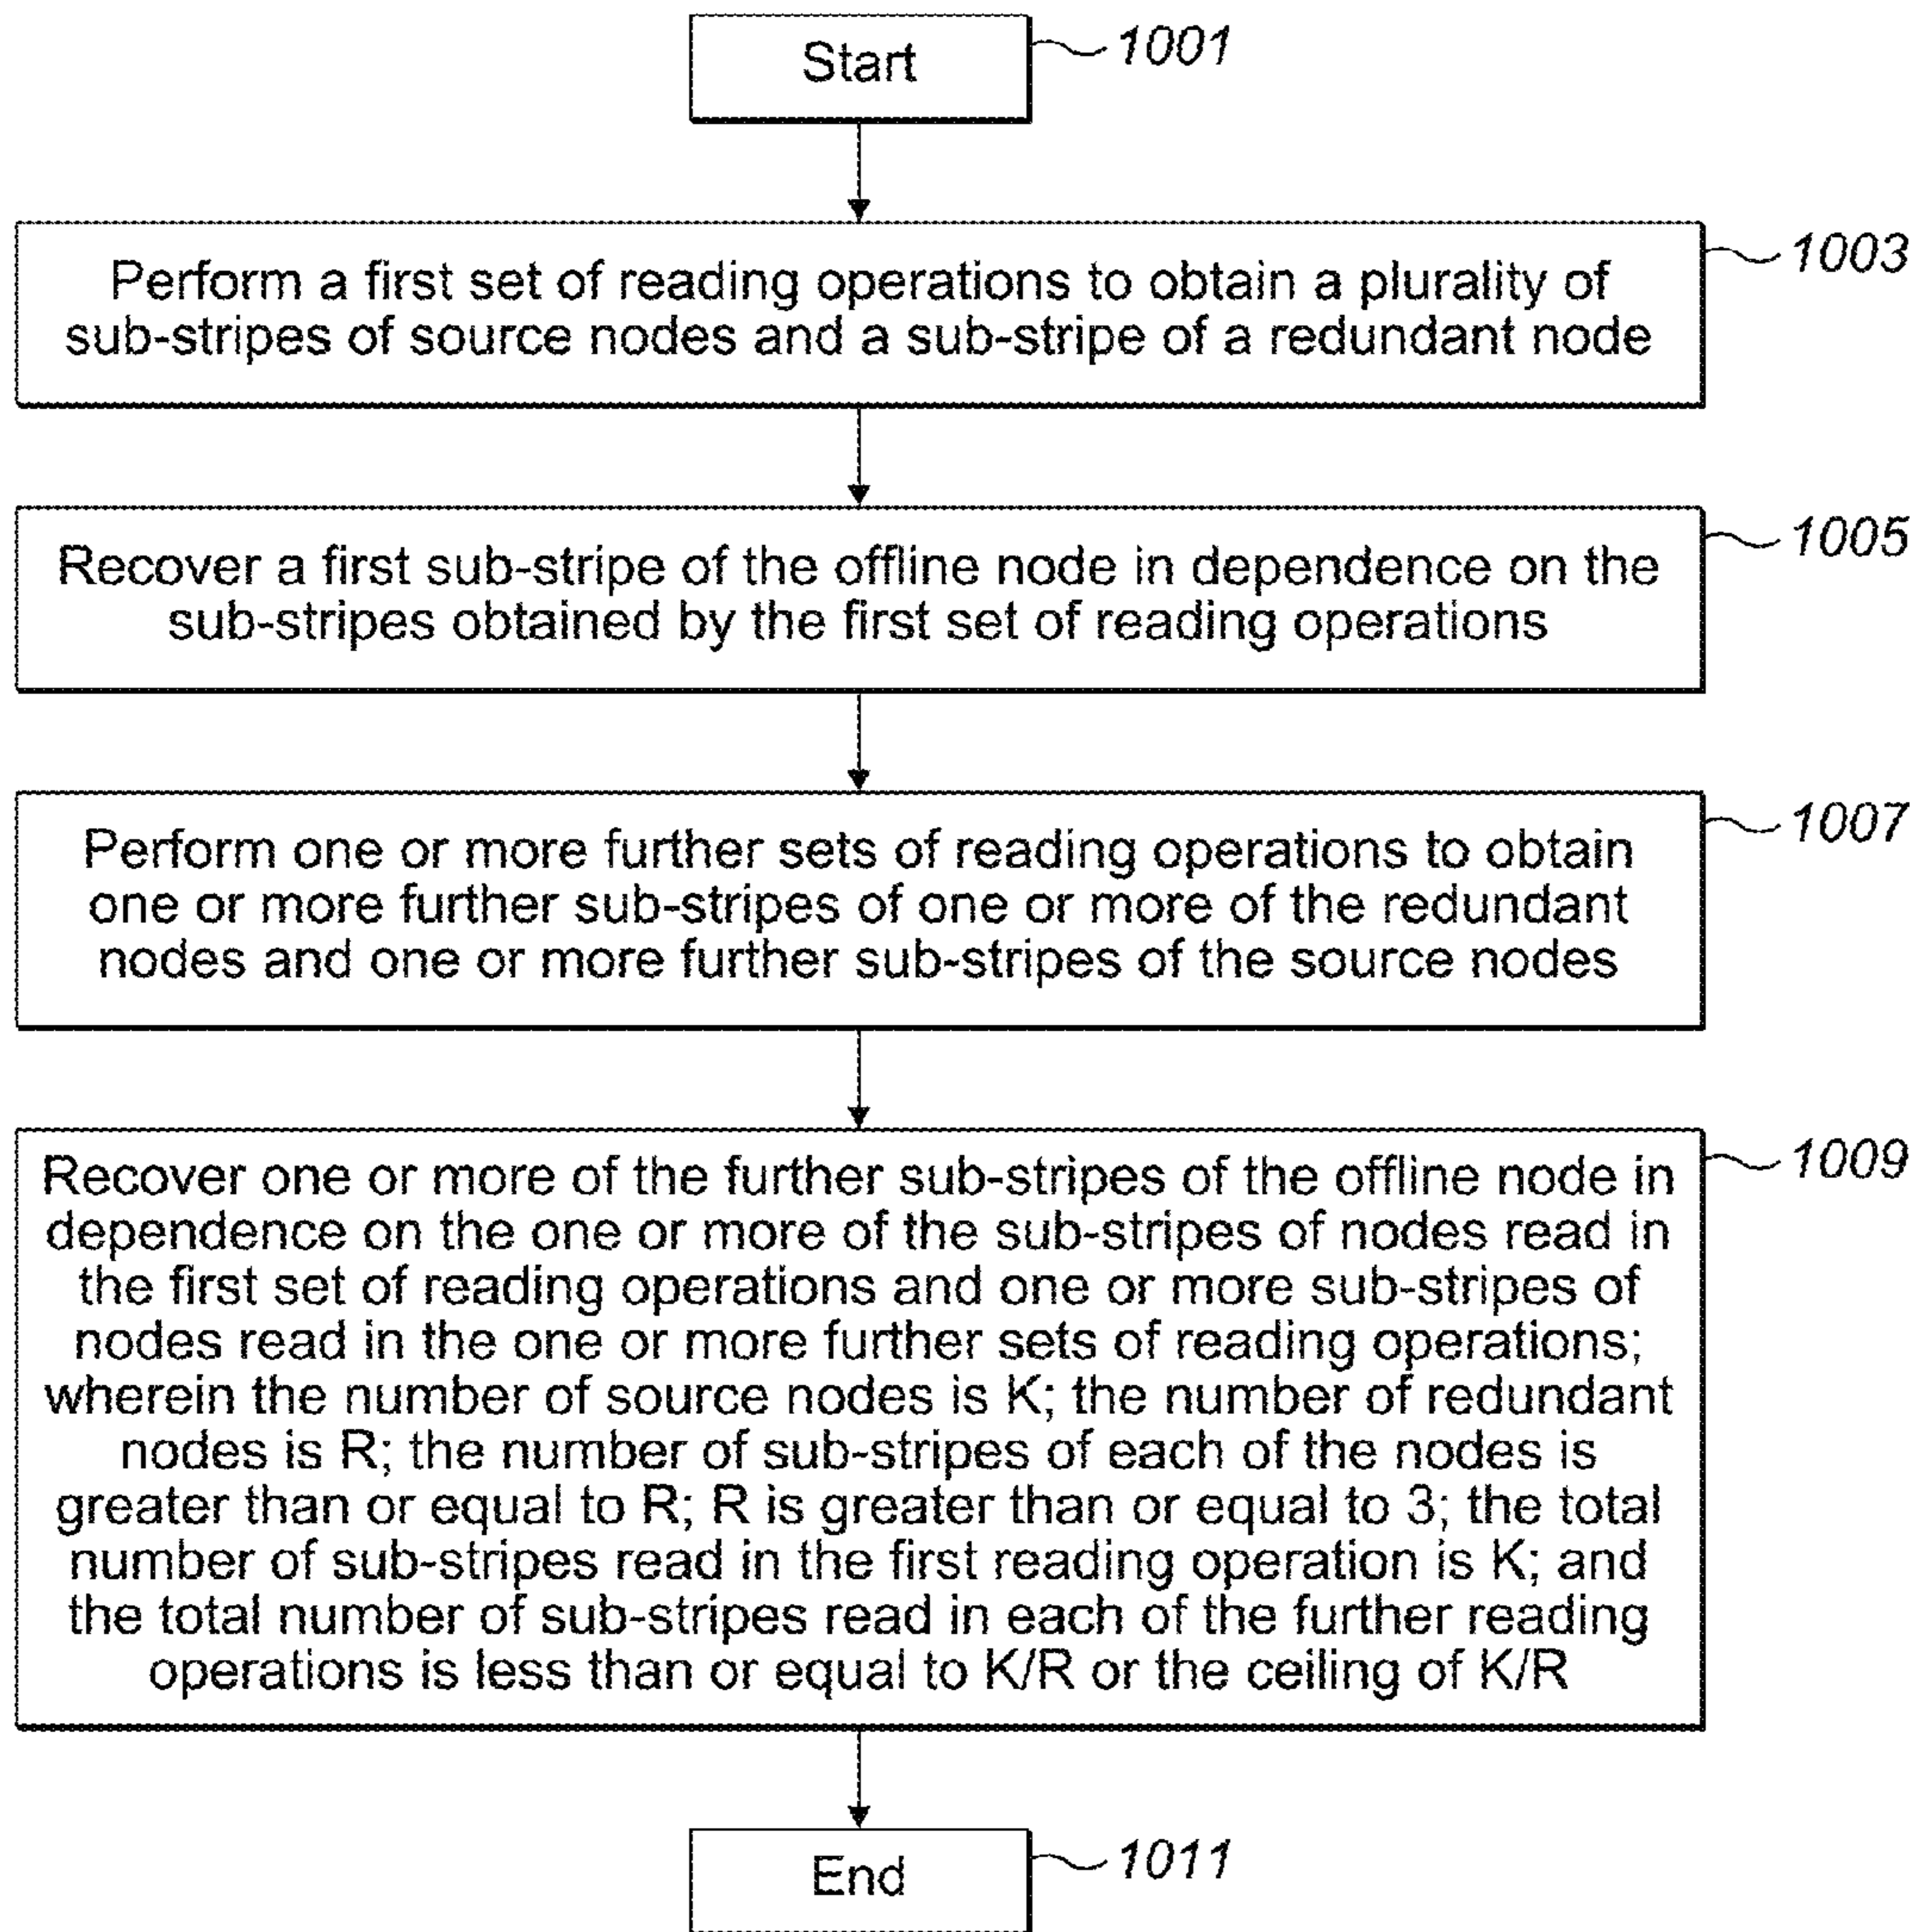 Start
1001
Perform a first set of reading operations to obtain a plurality of
sub-stripes of source nodes and a sub-stripe of a redundant node
1003
Recover a first sub-stripe of the offline node in dependence on the
sub-stripes obtained by the first set of reading operations
1005
Perform one or more further sets of reading operations to obtain
one or more further sub-stripes of one or more of the redundant
nodes and one or more further sub-stripes of the source nodes
1007
Recover one or more of the further sub-stripes of the offline node in
dependence on the one or more of the sub-stripes of nodes read in
the first set of reading operations and one or more sub-stripes of
nodes read in the one or more further sets of reading operations;
wherein the number of source nodes is K; the number of redundant
nodes is R; the number of sub-stripes of each of the nodes is
greater than or equal to R; R is greater than or equal to 3; the total
number of sub-stripes read in the first reading operation is K; and
the total number of sub-stripes read in each of the further reading
operations is less than or equal to K/R or the ceiling of K/R
1009
End
1011